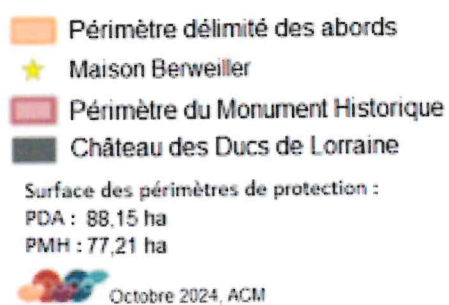 Périmètre délimité des abords
Maison Berweiller
Périmètre du Monument Historique
Château des Ducs de Lorraine
Surface des périmètres de protection :
PDA : 88,15 ha
PMH : 77,21 ha
Octobre 2024, ACM